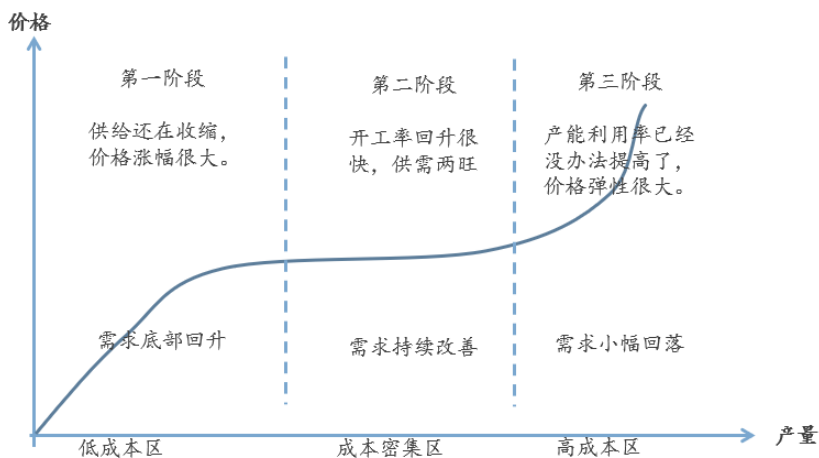 价格
第一阶段
供给还在收缩，
价格涨幅很大。
需求底部回升
低成本区
第二阶段
开工率回升很
快，供需两旺
需求持续改善
成本密集区
第三阶段
产能利用率已经
没办法提高了，
价格弹性很大。
需求小幅回落
高成本区
产量